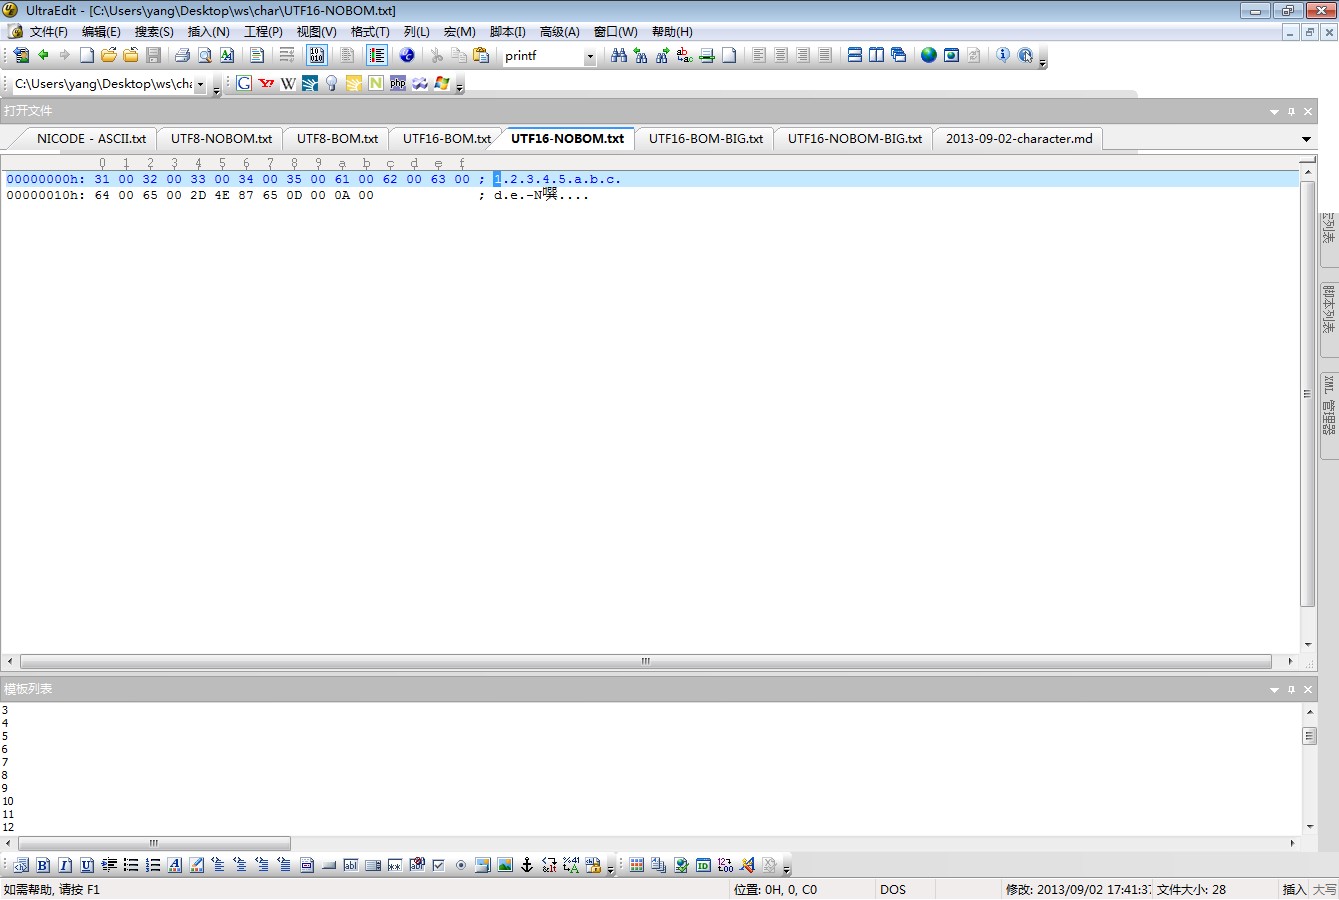 UltraEdit - [C:\Users\yang\Desktop\ws\char\UTF16-NOBOM.txt]
文件(F) 编辑(E) 搜索(S) 插入(N) 工程(P) 视图(V) 格式(T) 列(L) 宏(M) 脚本(I) 高级(A) 窗口(W) 帮助(H)
printf
C:\Users\yang\Desktop\ws\cha
打开文件
NICODE - ASCII.txt UTF8-NOBOM.txt UTF8-BOM.txt UTF16-BOM.txt UTF16-NOBOM.txt UTF16-BOM-BIG.txt UTF16-NOBOM-BIG.txt 2013-09-02-character.md
0 1 2 3 4 5 6 7 8 9 a b c d e f
00000000h: 31 00 32 00 33 00 34 00 35 00 61 00 62 00 63 00 ; 1.2.3.4.5.a.b.c.
00000010h: 64 00 65 00 2D 4E 87 65 0D 00 0A 00 ; d.e.-N噀....
列表
脚本列表
XML 管理器
模板列表
3
4
5
6
7
8
9
10
11
12
如需帮助, 请按 F1 位置: 0H, 0, C0 DOS 修改: 2013/09/02 17:41:37 文件大小: 28 插入 大写